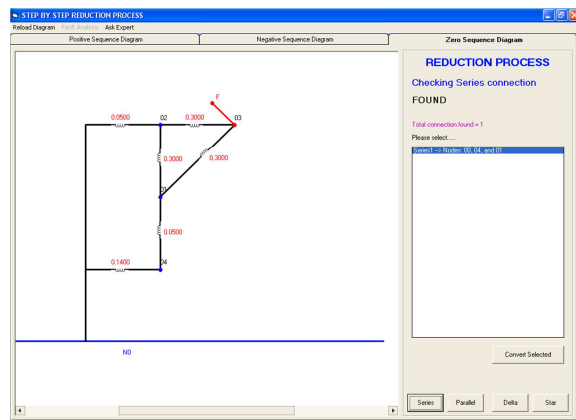 STEP BY STEP REDUCTION PROCESS
Reload Diagram Fault Analysis Ask Expert
Positive Sequence Diagram Negative Sequence Diagram Zero Sequence Diagram
REDUCTION PROCESS
Checking Series connection
FOUND
Total connection found = 1
Please select.....
Series1 --> Nodes: 00, 04, and 01
F
0.0500 02 0.3000 03
0.3000 0.3000
01
0.0500
0.1400 04
N0
Convert Selected
Series Parallel Delta Star